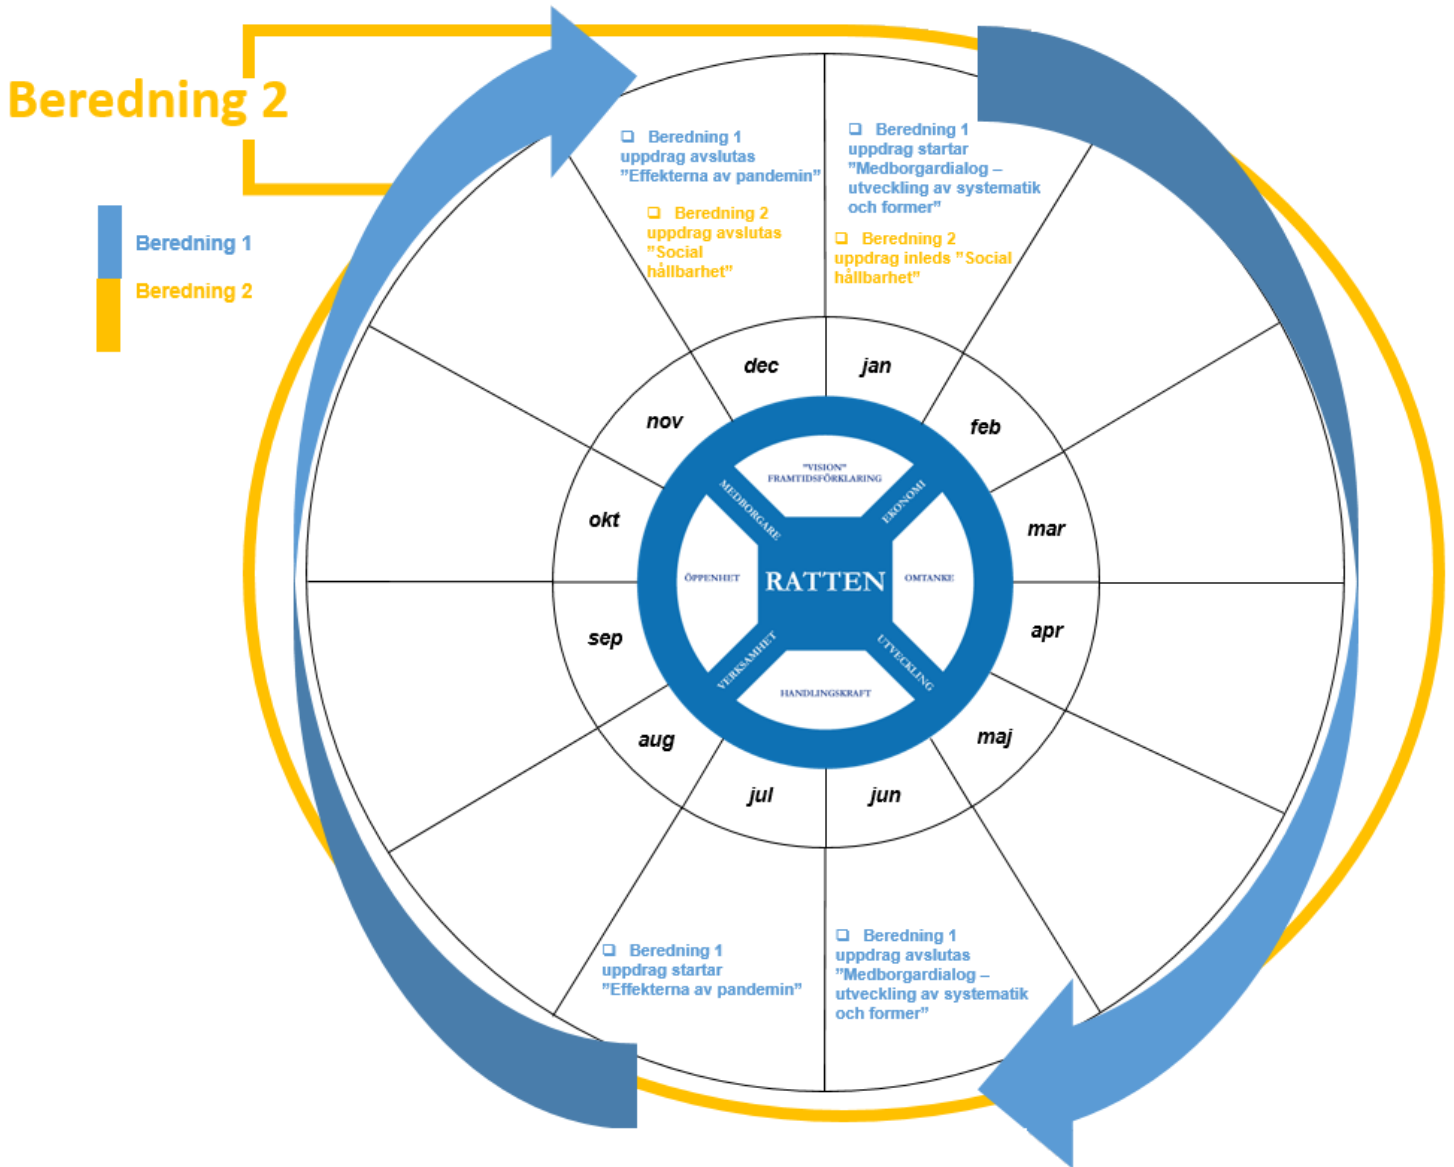 Beredning 2
Beredning 1
Beredning 2
Beredning 1
uppdrag avslutas
”Effekterna av pandemin”
Beredning 2
uppdrag avslutas
”Social
hållbarhet”
Beredning 1
uppdrag startar
”Medborgardialog –
utveckling av systematik
och former”
Beredning 2
uppdrag inleds ”Social
hållbarhet”
dec
jan
nov
feb
okt
mar
sep
apr
aug
maj
jul
jun
”VISION”
FRAMTIDSFÖRKLARING
MEDBORGARE
EKONOMI
ÖPPENHET
RATTEN
OMTANKE
VERKSAMHET
UTVECKLING
HANDLINGSKRAFT
Beredning 1
uppdrag startar
”Effekterna av pandemin”
Beredning 1
uppdrag avslutas
”Medborgardialog –
utveckling av systematik
och former”